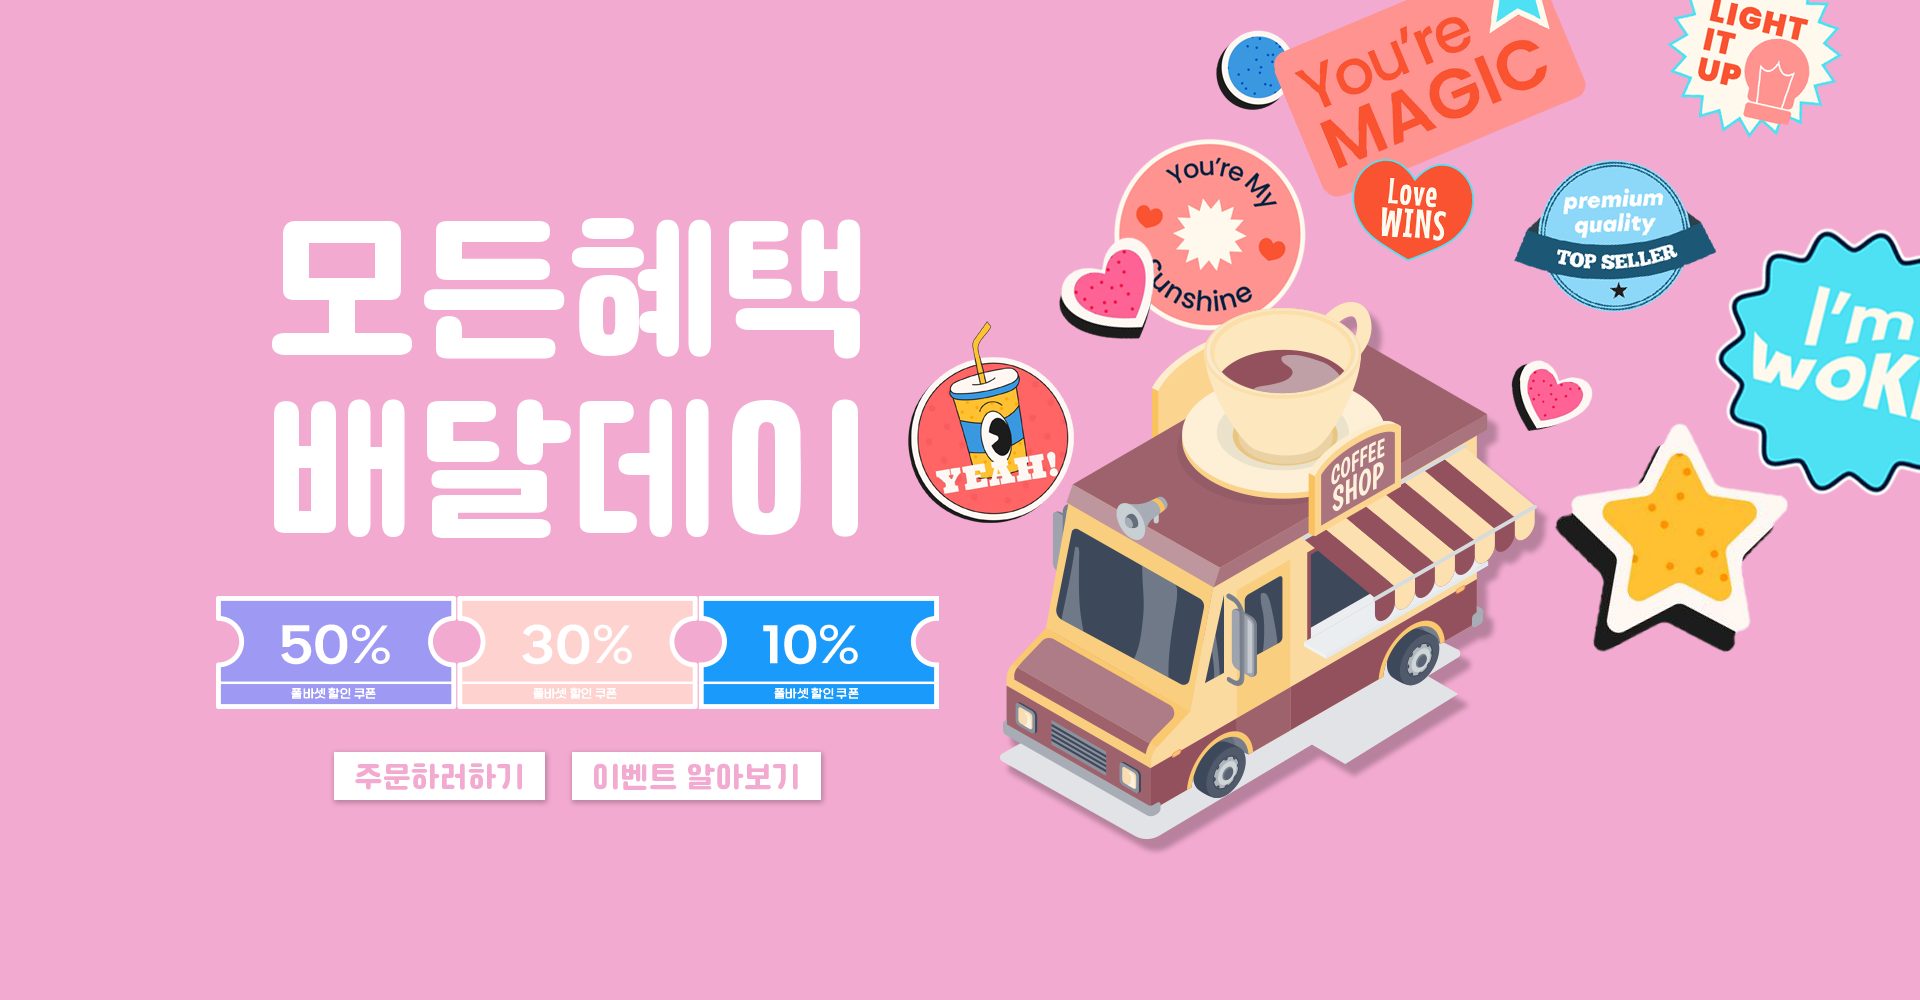 모든혜택
배달데이
50%
폴바셋 할인 쿠폰
30%
폴바셋 할인 쿠폰
10%
폴바셋 할인 쿠폰
주문하러하기
이벤트 알아보기
You're
MAGIC
LIGHT
IT
UP
You're My
Sunshine
Love
WINS
premium
quality
TOP SELLER
I'm
YEAH!
COFFEE
SHOP